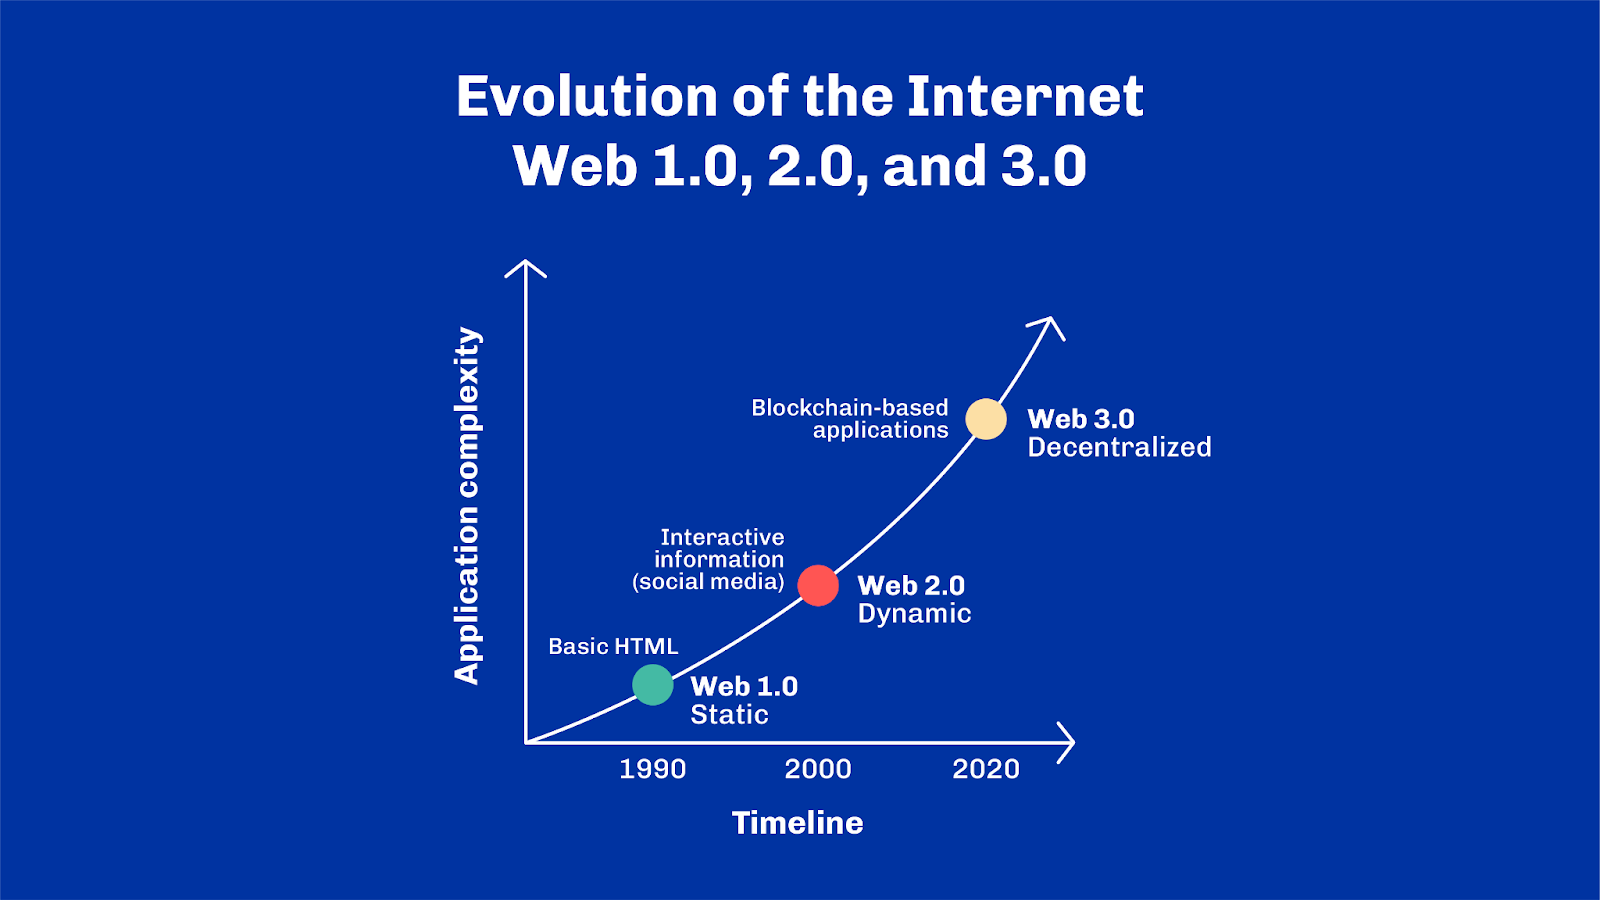 Evolution of the Internet
Web 1.0, 2.0, and 3.0
Application complexity
Blockchain-based
applications
Web 3.0
Decentralized
Interactive
information
(social media)
Web 2.0
Dynamic
Basic HTML
Web 1.0
Static
1990 2000 2020
Timeline